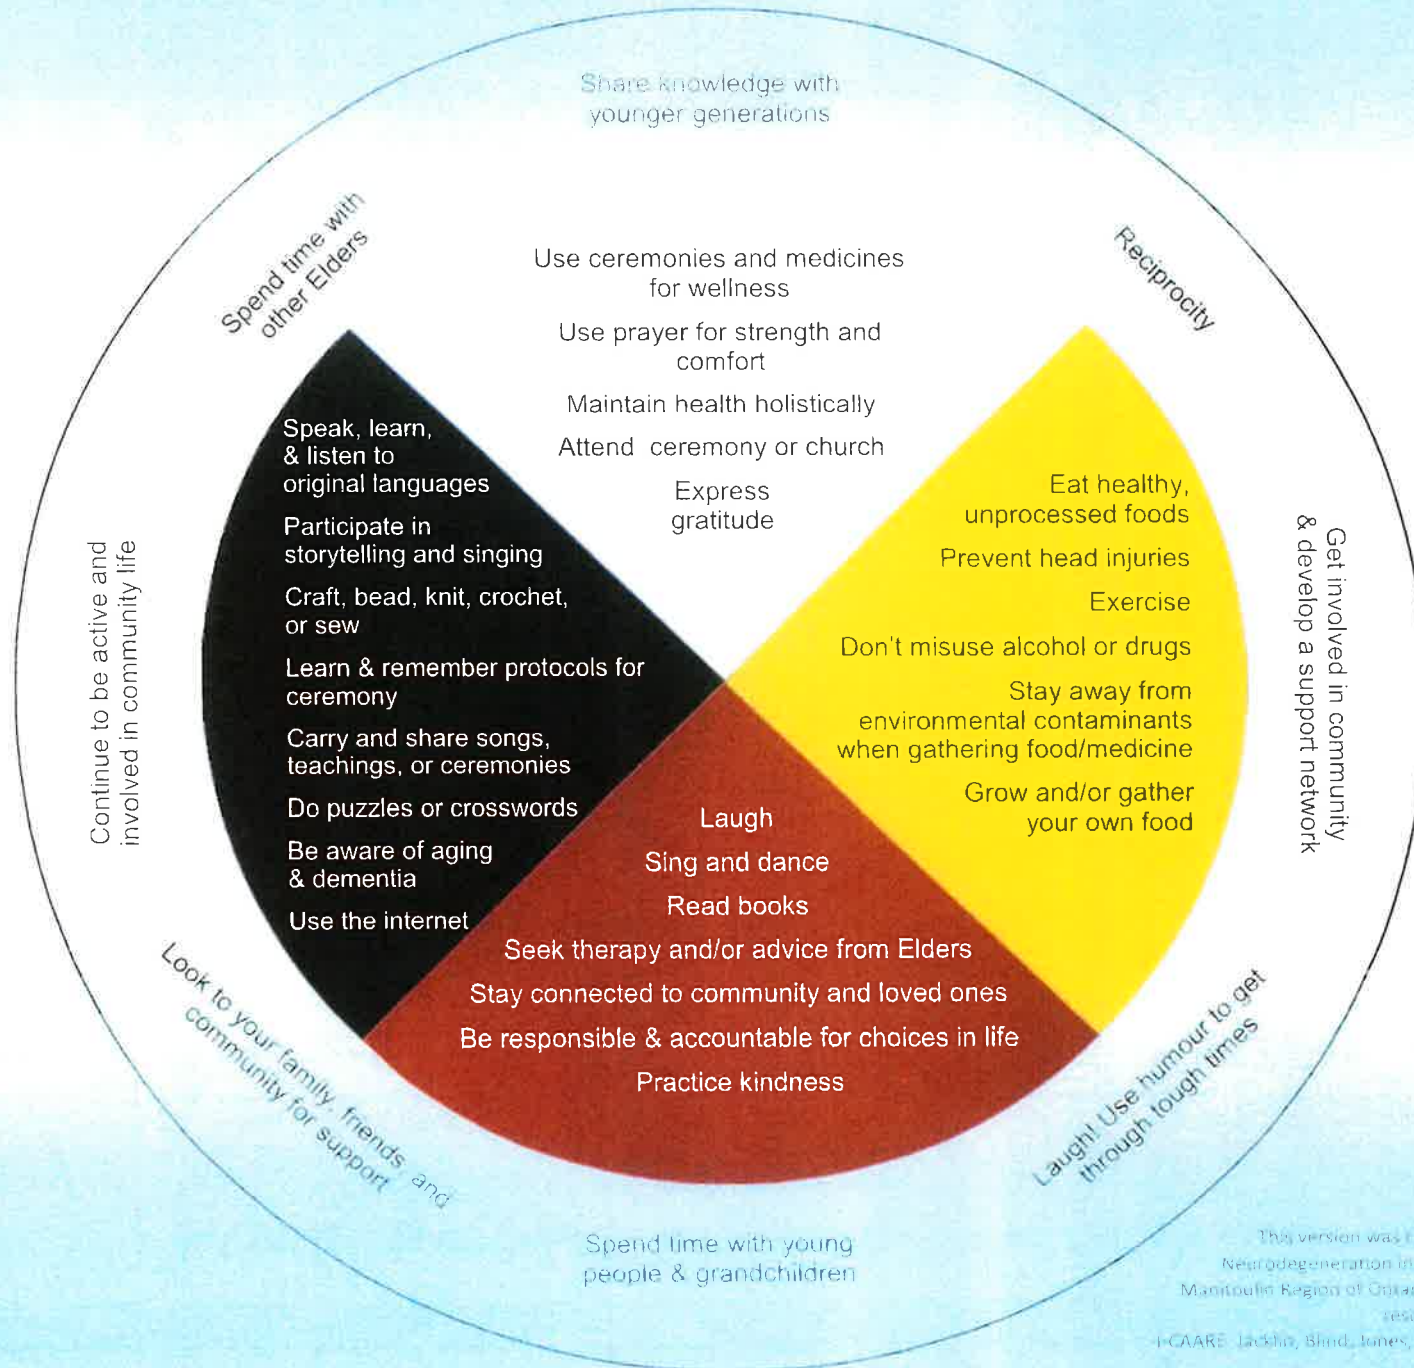 Share knowledge with
younger generations
Spend time with
other Elders
Reciprocity
Use ceremonies and medicines
for wellness
Use prayer for strength and
comfort
Maintain health holistically
Attend ceremony or church
Express
gratitude
Speak, learn,
& listen to
original languages
Participate in
storytelling and singing
Craft, bead, knit, crochet,
or sew
Learn & remember protocols for
ceremony
Carry and share songs,
teachings, or ceremonies
Do puzzles or crosswords
Be aware of aging
& dementia
Use the internet
Eat healthy,
unprocessed foods
Prevent head injuries
Exercise
Don't misuse alcohol or drugs
Stay away from
environmental contaminants
when gathering food/medicine
Grow and/or gather
your own food
Continue to be active and
involved in community life
Get involved in community
& develop a support network
Laugh
Sing and dance
Read books
Seek therapy and/or advice from Elders
Stay connected to community and loved ones
Be responsible & accountable for choices in life
Practice kindness
Look to your family, friends, and
community for support
Laugh! Use humour to get
through tough times
Spend time with young
people & grandchildren
This version was
Neurodegeneration in
Manitoulin Region of
I-CAARE: Jacklin, Blind, Jones,